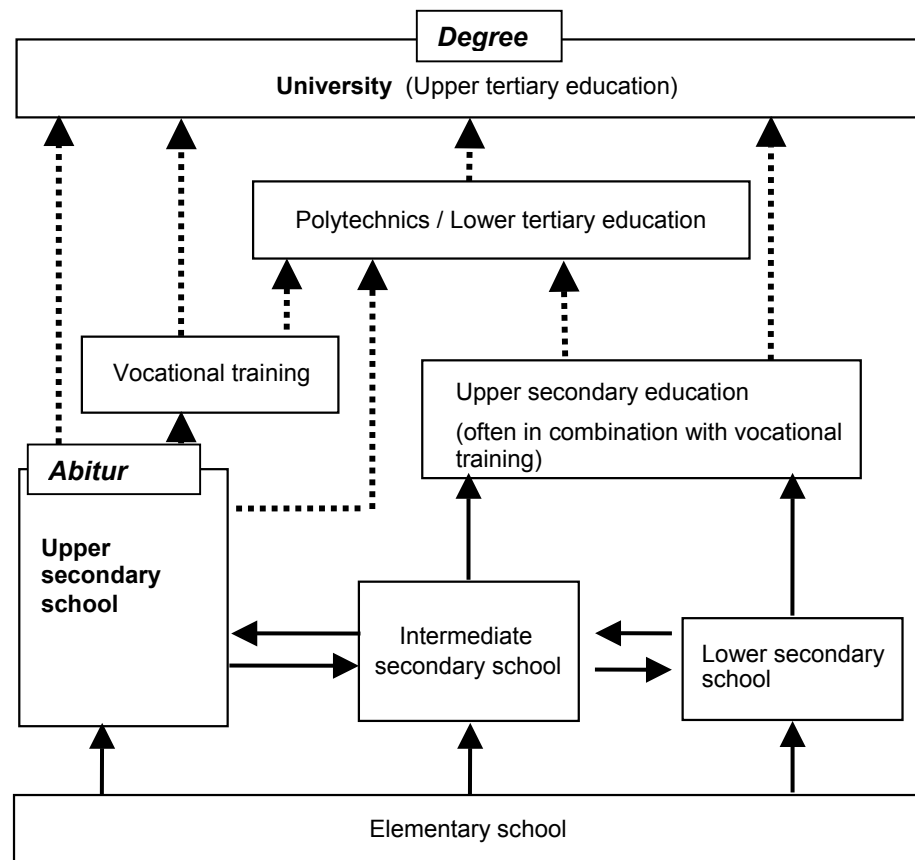 Degree
University (Upper tertiary education)
Polytechnics / Lower tertiary education
Vocational training
Upper secondary education
(often in combination with vocational
training)
Abitur
Upper
secondary
school
Intermediate
secondary school
Lower secondary
school
Elementary school